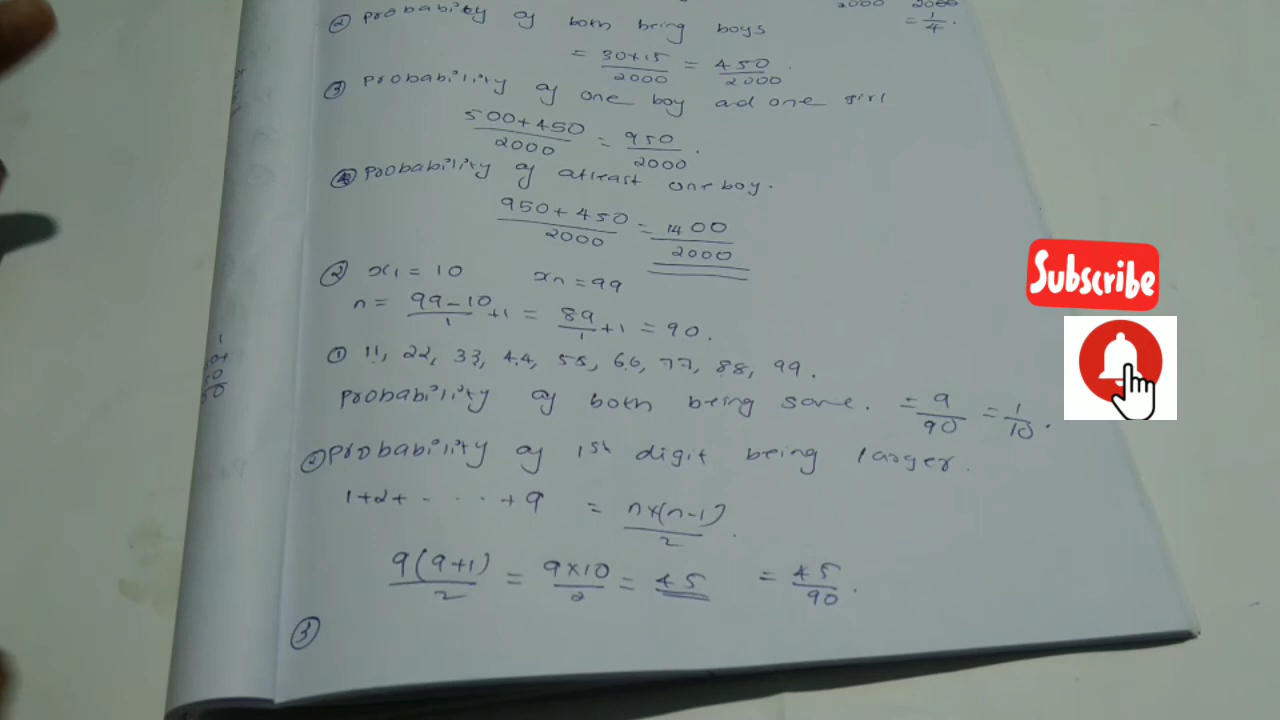 2000 2000
② Probability of both being boys = 1/4.
= 30×15/2000 = 450/2000.
③ Probability of one boy ad one girl
500+450/2000 = 950/2000.
④ Probability of atleast one boy.
950+450/2000 = 1400/2000
② x1 = 10 xn = 99
n = 99-10/1 +1 = 89/1 +1 = 90.
① 11, 22, 33, 44, 55, 66, 77, 88, 99.
Probability of both being same. = 9/90 = 1/10.
② Probability of 1st digit being larger.
1+2+ - - - - +9 = n×(n-1)/2.
9(9+1)/2 = 9×10/2 = 45 = 45/90.
③
Subscribe